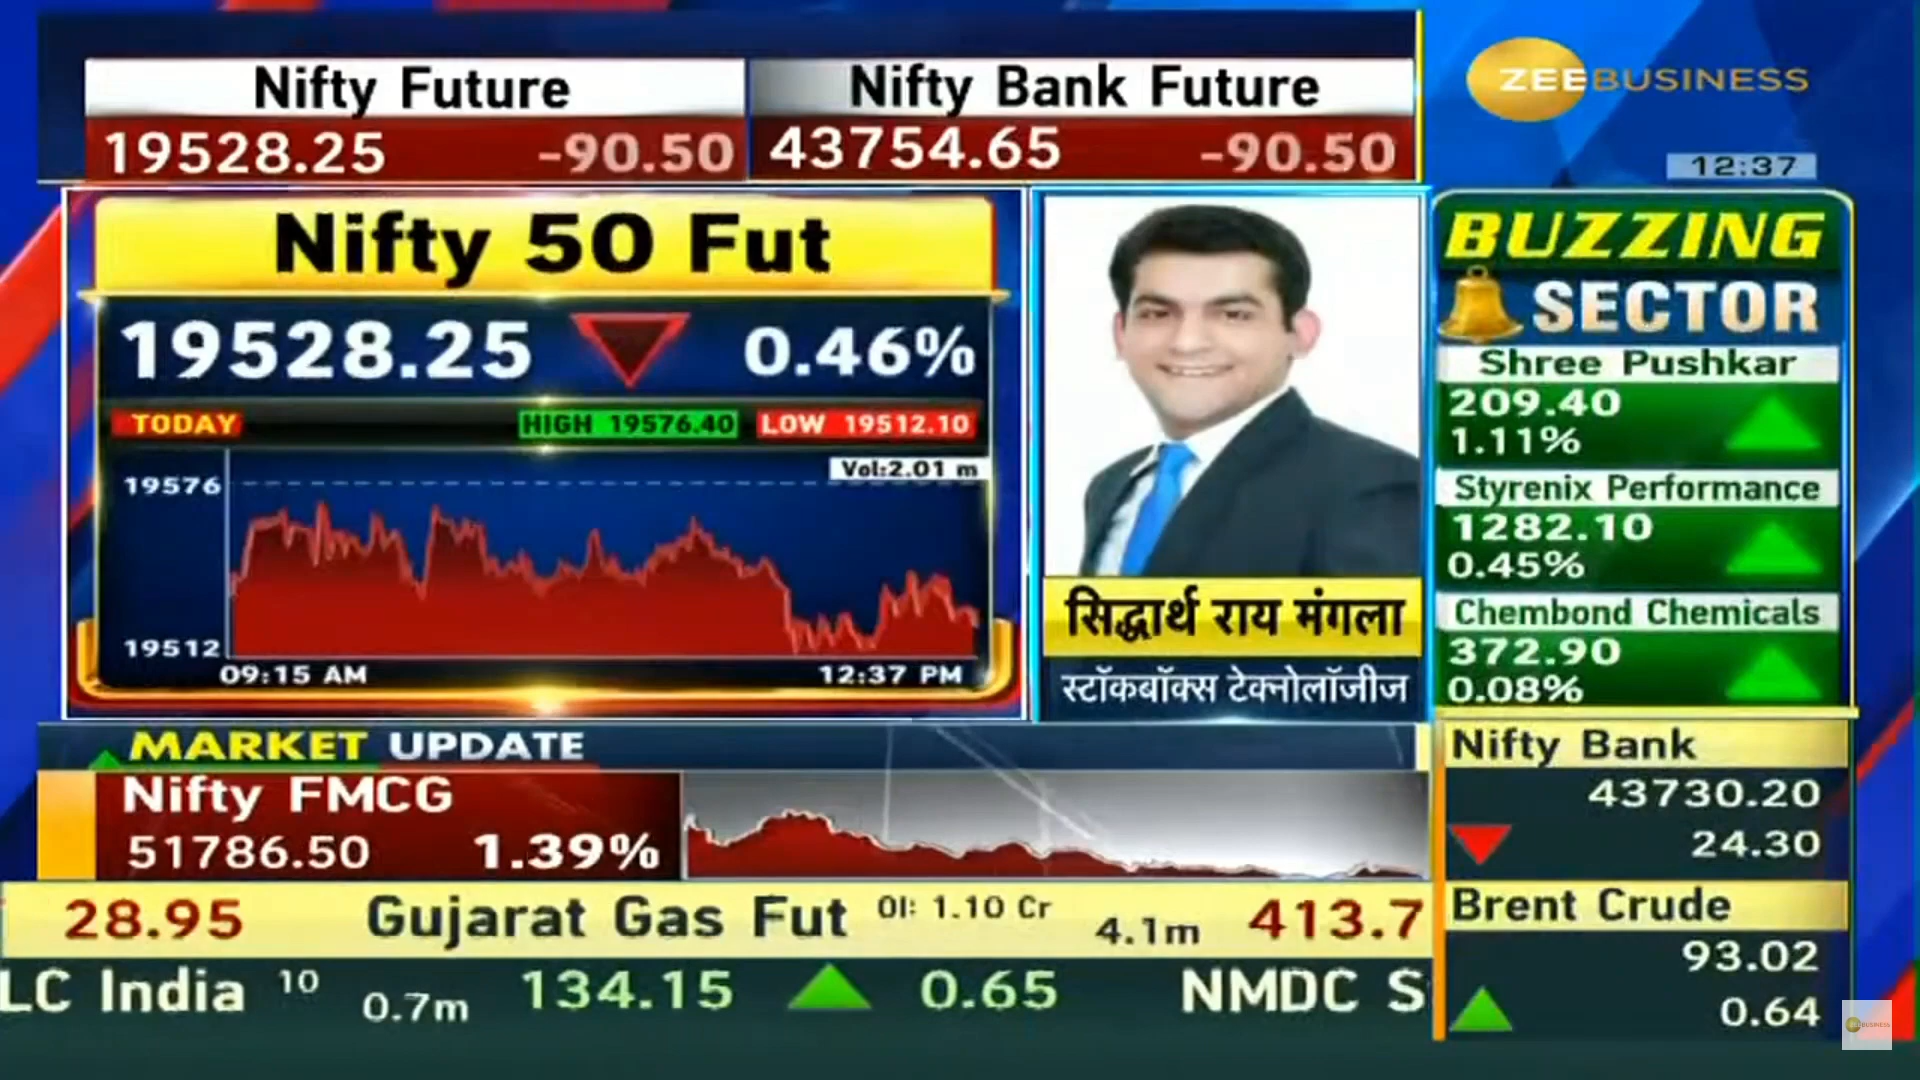 Nifty Future
19528.25 -90.50
Nifty Bank Future
43754.65 -90.50
ZEEBUSINESS
12:37
Nifty 50 Fut
19528.25 0.46%
TODAY HIGH 19576.40 LOW 19512.10
Vol:2.01 m
19576
19512
09:15 AM 12:37 PM
सिद्धार्थ राय मंगला
स्टॉकबॉक्स टेक्नोलॉजीज
BUZZING
SECTOR
Shree Pushkar
209.40
1.11%
Styrenix Performance
1282.10
0.45%
Chembond Chemicals
372.90
0.08%
MARKET UPDATE
Nifty FMCG
51786.50 1.39%
Nifty Bank
43730.20
24.30
Brent Crude
93.02
0.64
28.95 Gujarat Gas Fut OI: 1.10 Cr 4.1m 413.7
LC India 10 0.7m 134.15 0.65 NMDC S
ZEEBUSINESS